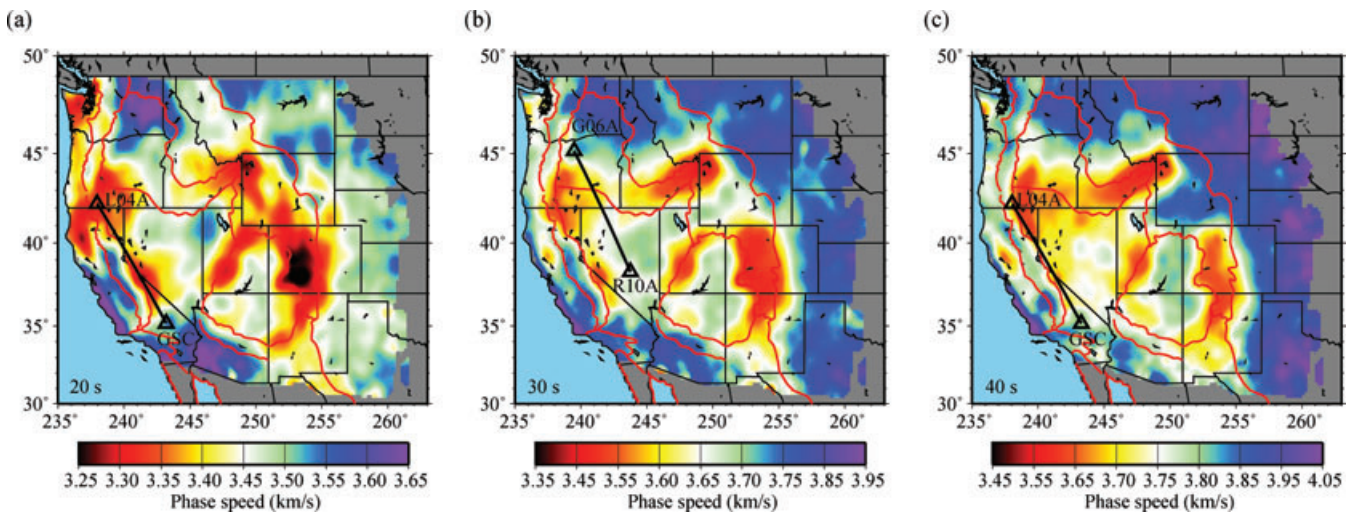 (a)
50°
45°
40°
35°
30°
235 240 245 250 255 260
L04A
GSC
20 s
3.25 3.30 3.35 3.40 3.45 3.50 3.55 3.60 3.65
Phase speed (km/s)
(b)
50°
45°
40°
35°
30°
235 240 245 250 255 260
G06A
R10A
30 s
3.35 3.45 3.55 3.60 3.65 3.70 3.75 3.85 3.95
Phase speed (km/s)
(c)
50°
45°
40°
35°
30°
235 240 245 250 255 260
L04A
GSC
40 s
3.45 3.55 3.65 3.70 3.75 3.80 3.85 3.95 4.05
Phase speed (km/s)